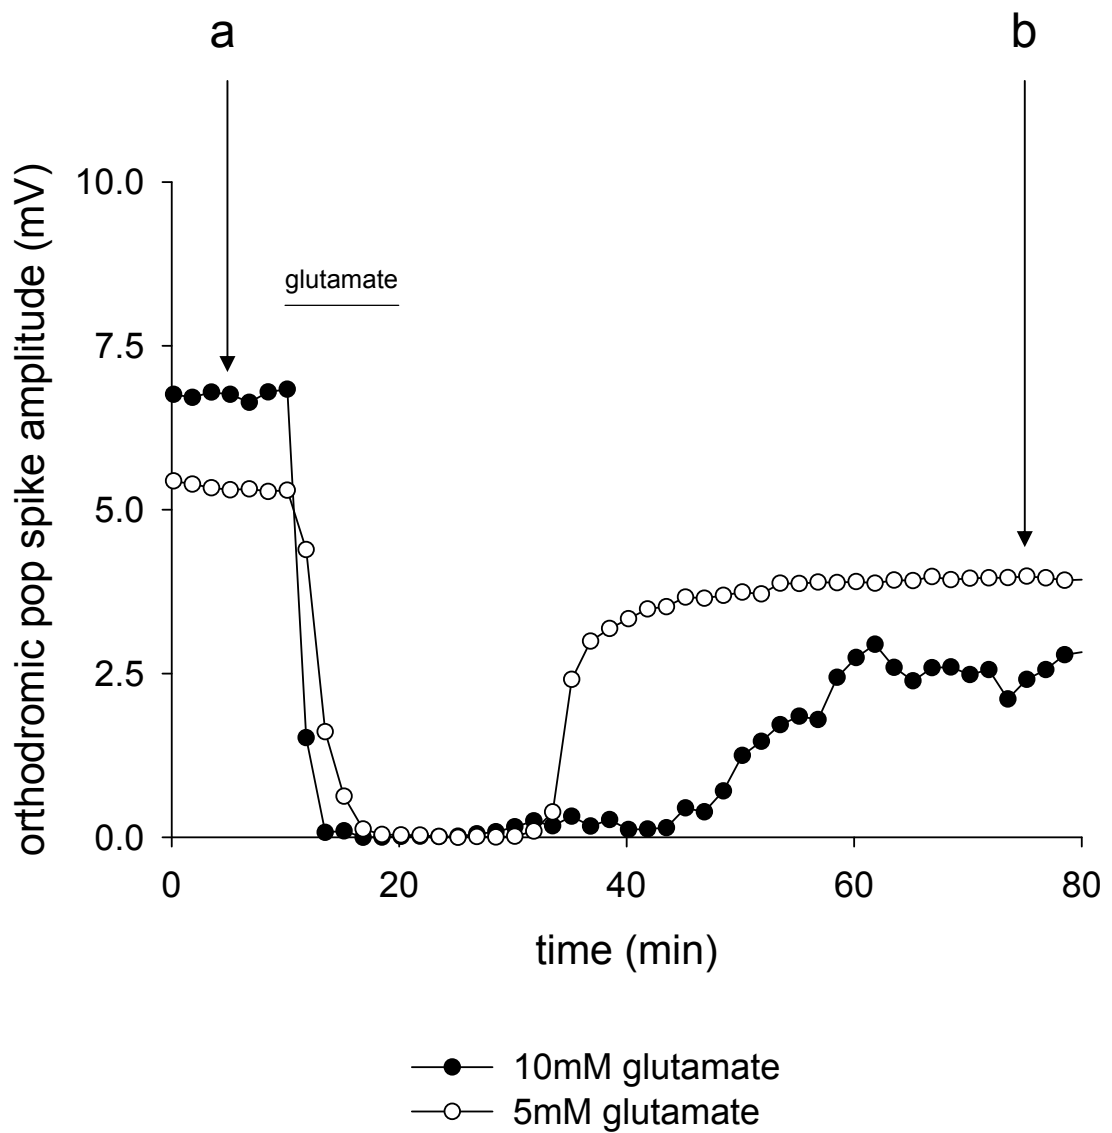 a b
10.0
glutamate
7.5
5.0
2.5
0.0
orthodromic pop spike amplitude (mV)
0 20 40 60 80
time (min)
10mM glutamate
5mM glutamate